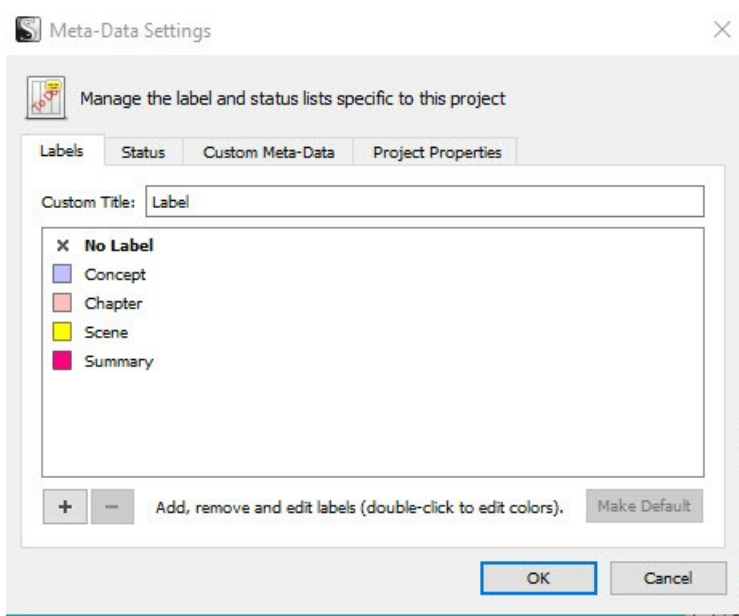 Meta-Data Settings
TO DO
Manage the label and status lists specific to this project
Labels Status Custom Meta-Data Project Properties
Custom Title: Label
No Label
Concept
Chapter
Scene
Summary
+ − Add, remove and edit labels (double-click to edit colors). Make Default
OK Cancel